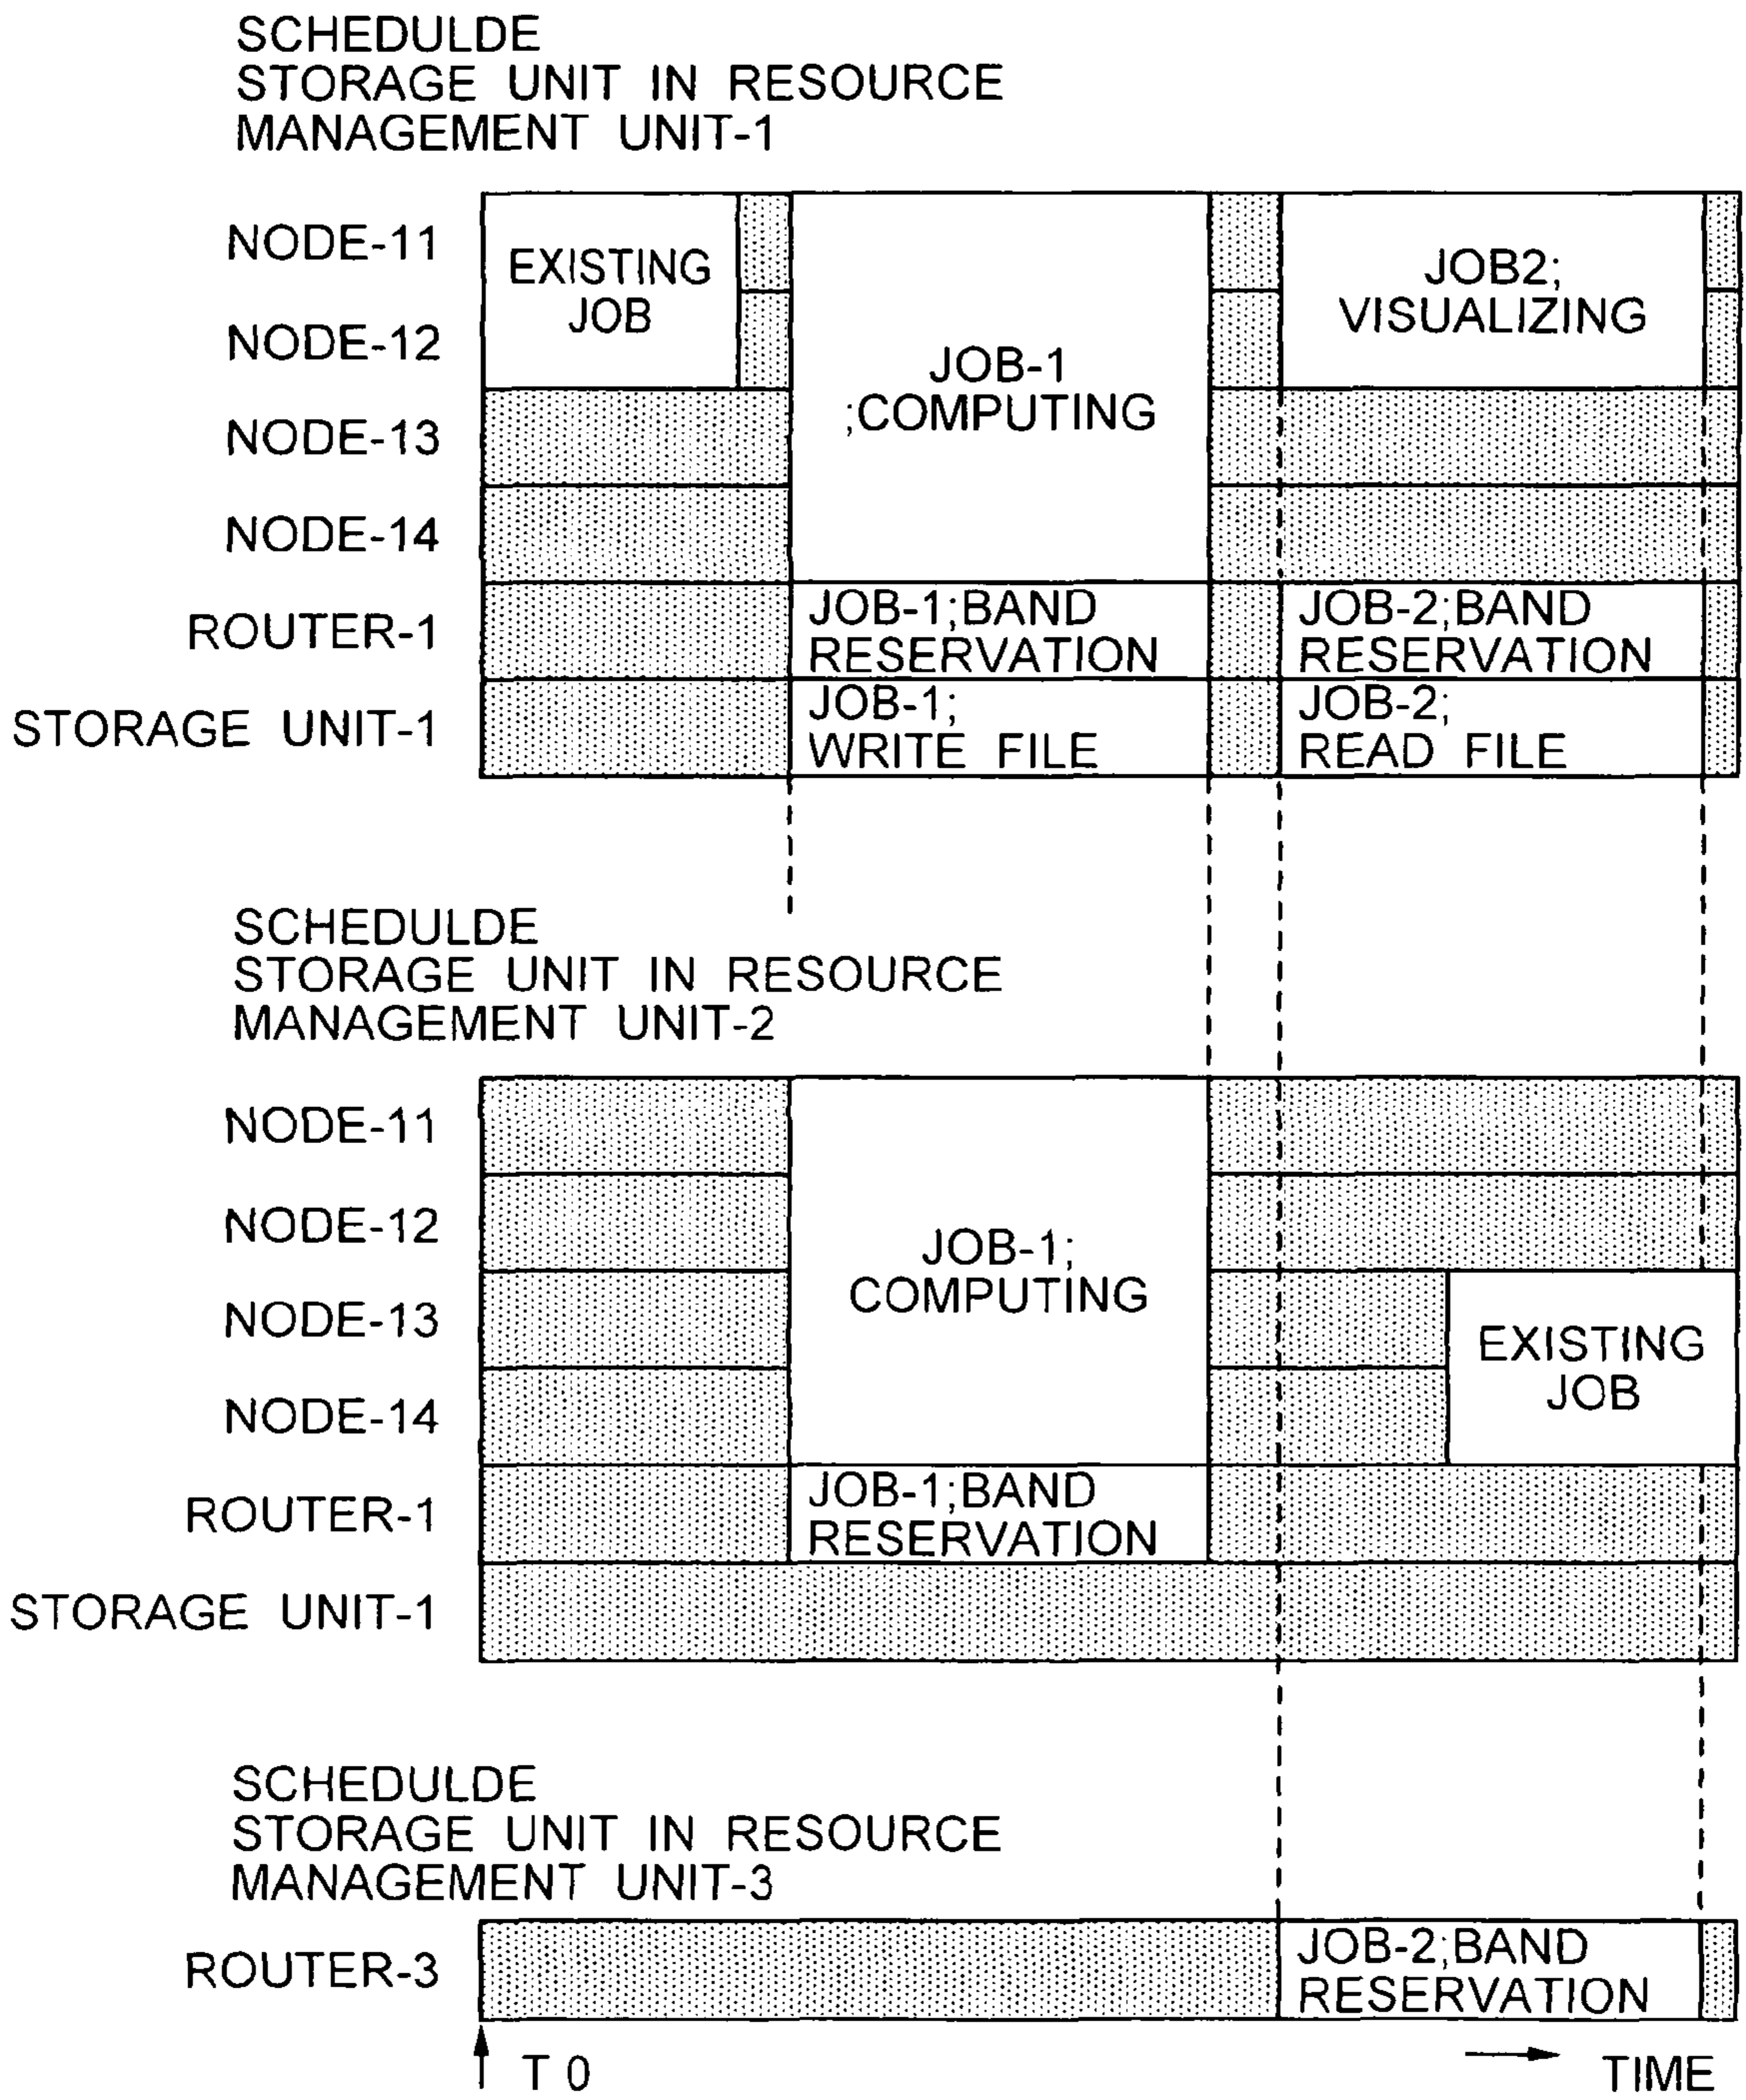 SCHEDULDE
STORAGE UNIT IN RESOURCE
MANAGEMENT UNIT-1
NODE-11
NODE-12
NODE-13
NODE-14
ROUTER-1
STORAGE UNIT-1
EXISTING
JOB
JOB-1
;COMPUTING
JOB2;
VISUALIZING
JOB-1;BAND
RESERVATION
JOB-2;BAND
RESERVATION
JOB-1;
WRITE FILE
JOB-2;
READ FILE
SCHEDULDE
STORAGE UNIT IN RESOURCE
MANAGEMENT UNIT-2
NODE-11
NODE-12
NODE-13
NODE-14
ROUTER-1
STORAGE UNIT-1
JOB-1;
COMPUTING
EXISTING
JOB
JOB-1;BAND
RESERVATION
SCHEDULDE
STORAGE UNIT IN RESOURCE
MANAGEMENT UNIT-3
ROUTER-3
JOB-2;BAND
RESERVATION
T 0
TIME